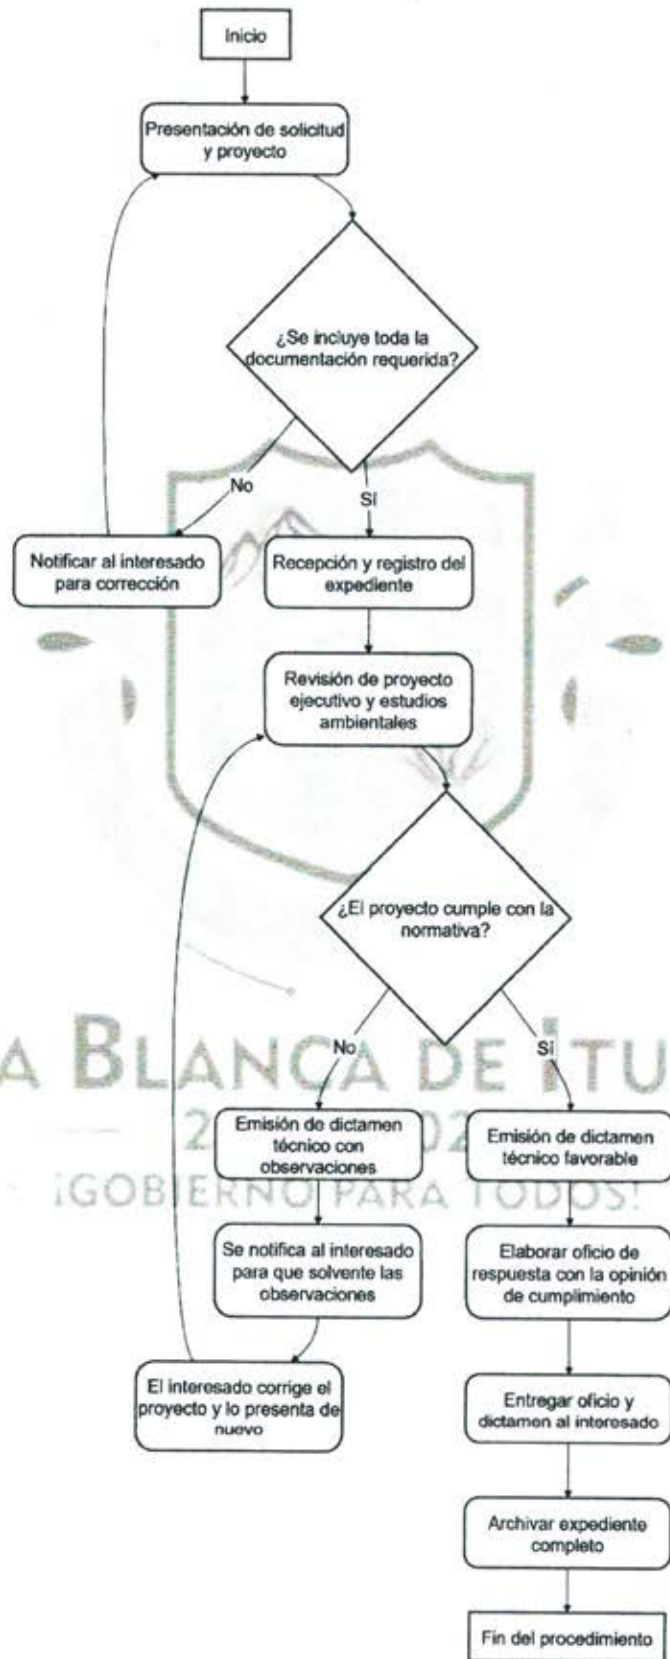 Inicio
Presentación de solicitud
y proyecto
¿Se incluye toda la
documentación requerida?
No
Sí
Notificar al interesado
para corrección
Recepción y registro del
expediente
Revisión de proyecto
ejecutivo y estudios
ambientales
¿El proyecto cumple con la
normativa?
No
Sí
A BLANCA DE ITU
Emisión de dictamen
técnico con
observaciones
Emisión de dictamen
técnico favorable
¡GOBIERNO PARA TODOS!
Se notifica al interesado
para que solvente las
observaciones
Elaborar oficio de
respuesta con la opinión
de cumplimiento
El interesado corrige el
proyecto y lo presenta de
nuevo
Entregar oficio y
dictamen al interesado
Archivar expediente
completo
Fin del procedimiento